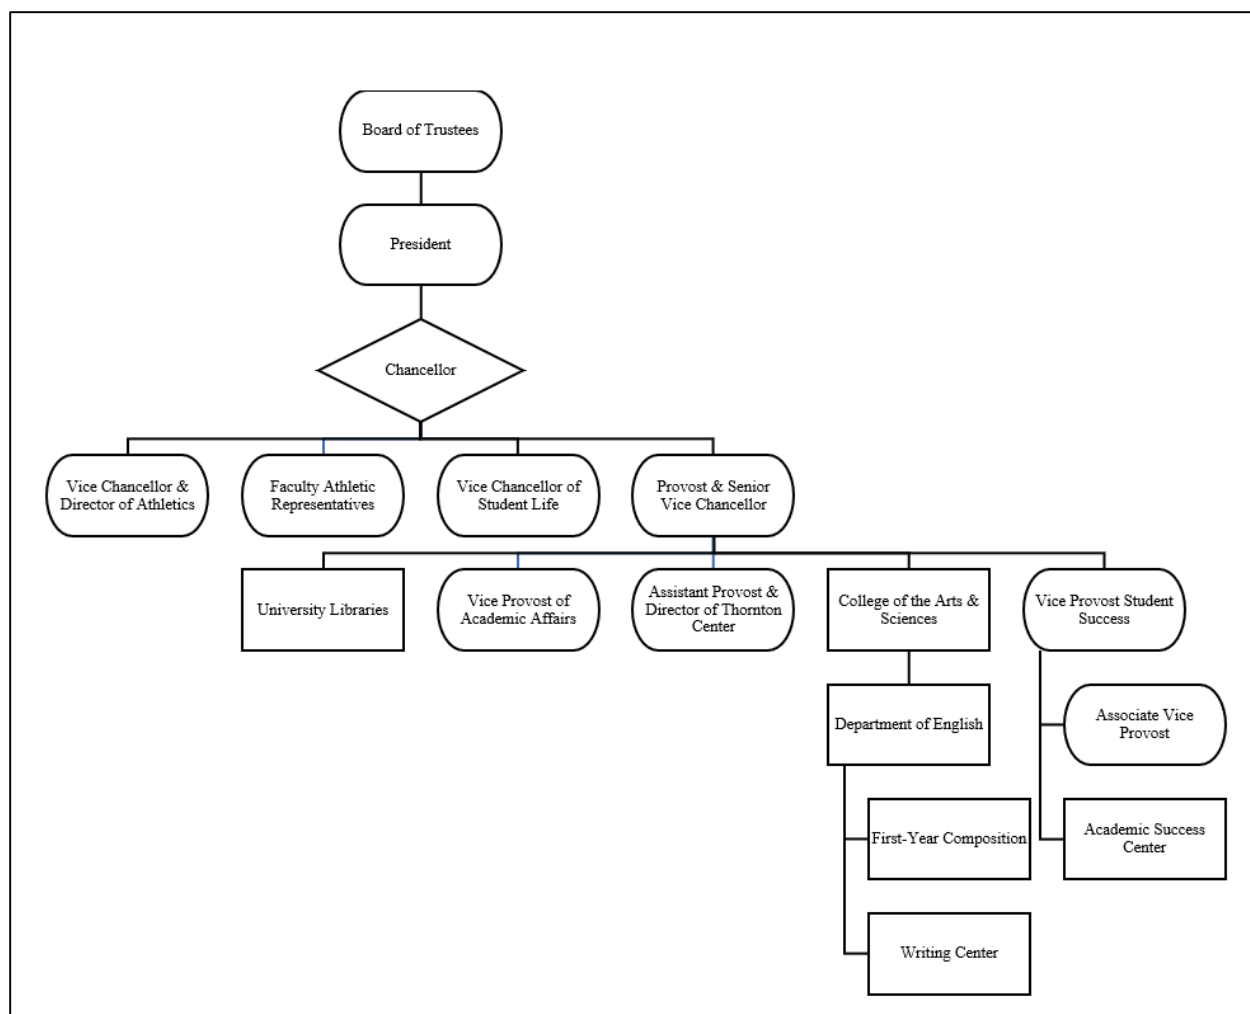 Board of Trustees
President
Chancellor
Vice Chancellor &
Director of Athletics
Faculty Athletic
Representatives
Vice Chancellor of
Student Life
Provost & Senior
Vice Chancellor
University Libraries
Vice Provost of
Academic Affairs
Assistant Provost &
Director of Thornton
Center
College of the Arts &
Sciences
Vice Provost Student
Success
Department of English
Associate Vice
Provost
First-Year Composition
Academic Success
Center
Writing Center